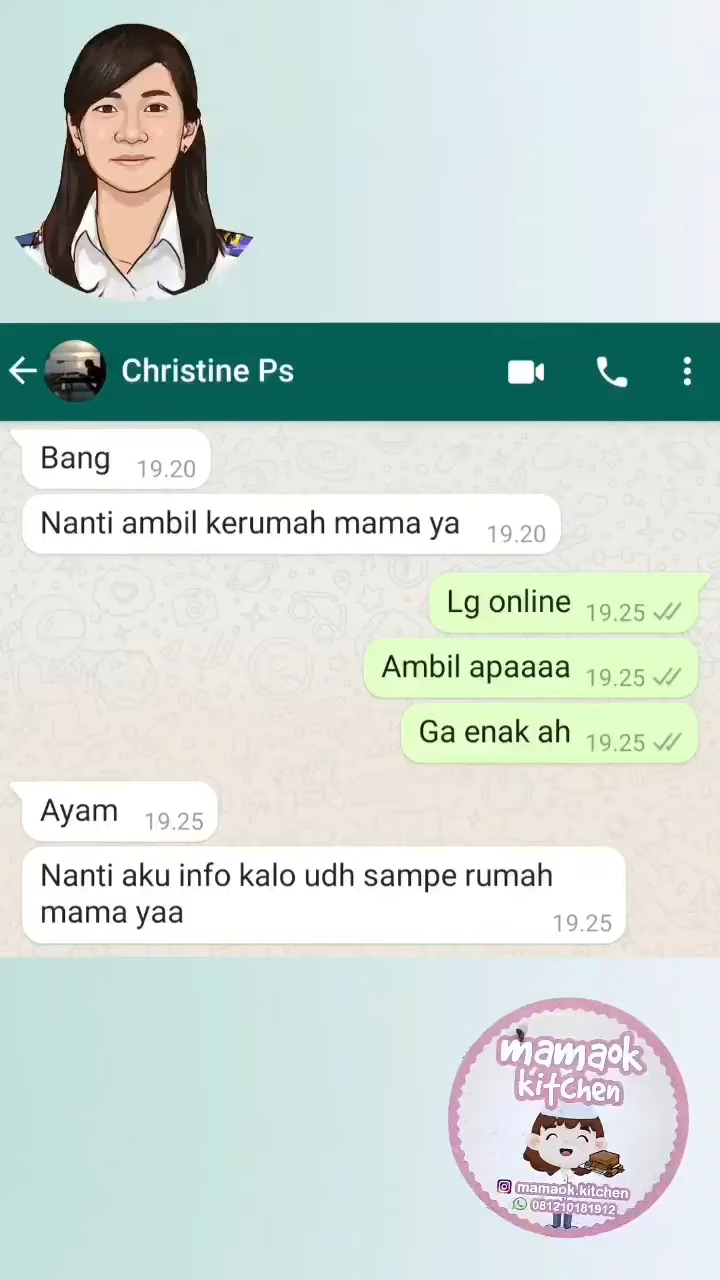 Christine Ps
Bang 19.20
Nanti ambil kerumah mama ya 19.20
Lg online 19.25
Ambil apaaaa 19.25
Ga enak ah 19.25
Ayam 19.25
Nanti aku info kalo udh sampe rumah
mama yaa 19.25
mamaok
kitchen
mamaok.kitchen
081210181912